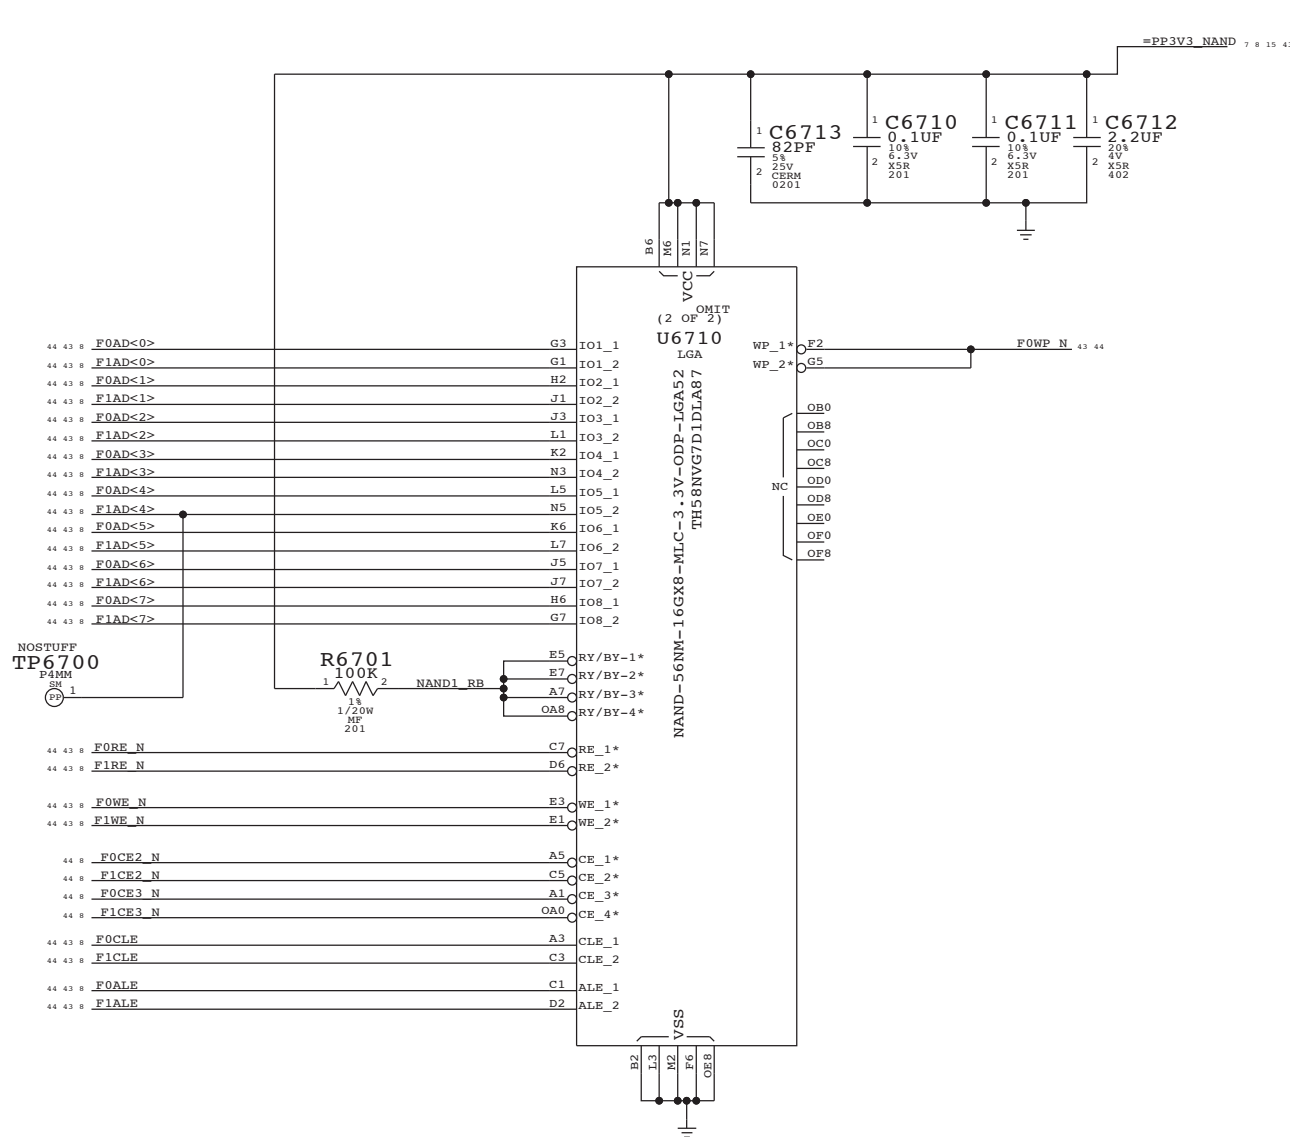 =PP3V3_NAND 7 8 15 43
1 C6713
82PF
5%
25V
2 CERM
0201
1 C6710
0.1UF
10%
2 6.3V
X5R
201
1 C6711
0.1UF
10%
2 6.3V
X5R
201
1 C6712
2.2UF
20%
2 4V
X5R
402
B6 M6 N1 N7
VCC
OMIT
(2 OF 2)
U6710
LGA
NAND-56NM-16GX8-MLC-3.3V-ODP-LGA52
TH58NVG7D1DLA87
44 43 8 F0AD<0> G3 IO1_1
44 43 8 F1AD<0> G1 IO1_2
44 43 8 F0AD<1> H2 IO2_1
44 43 8 F1AD<1> J1 IO2_2
44 43 8 F0AD<2> J3 IO3_1
44 43 8 F1AD<2> L1 IO3_2
44 43 8 F0AD<3> K2 IO4_1
44 43 8 F1AD<3> N3 IO4_2
44 43 8 F0AD<4> L5 IO5_1
44 43 8 F1AD<4> N5 IO5_2
44 43 8 F0AD<5> K6 IO6_1
44 43 8 F1AD<5> L7 IO6_2
44 43 8 F0AD<6> J5 IO7_1
44 43 8 F1AD<6> J7 IO7_2
44 43 8 F0AD<7> H6 IO8_1
44 43 8 F1AD<7> G7 IO8_2
WP_1* F2 F0WP_N 43 44
WP_2* G5
NC
OB0
OB8
OC0
OC8
OD0
OD8
OE0
OF0
OF8
NOSTUFF
TP6700
P4MM
SM
PP 1
R6701
100K
1 2 NAND1_RB
1%
1/20W
MF
201
E5 RY/BY-1*
E7 RY/BY-2*
A7 RY/BY-3*
OA8 RY/BY-4*
44 43 8 F0RE_N C7 RE_1*
44 43 8 F1RE_N D6 RE_2*
44 43 8 F0WE_N E3 WE_1*
44 43 8 F1WE_N E1 WE_2*
44 8 F0CE2_N A5 CE_1*
44 8 F1CE2_N C5 CE_2*
44 8 F0CE3_N A1 CE_3*
44 8 F1CE3_N OA0 CE_4*
44 43 8 F0CLE A3 CLE_1
44 43 8 F1CLE C3 CLE_2
44 43 8 F0ALE C1 ALE_1
44 43 8 F1ALE D2 ALE_2
VSS
B2 L3 M2 F6 OE8